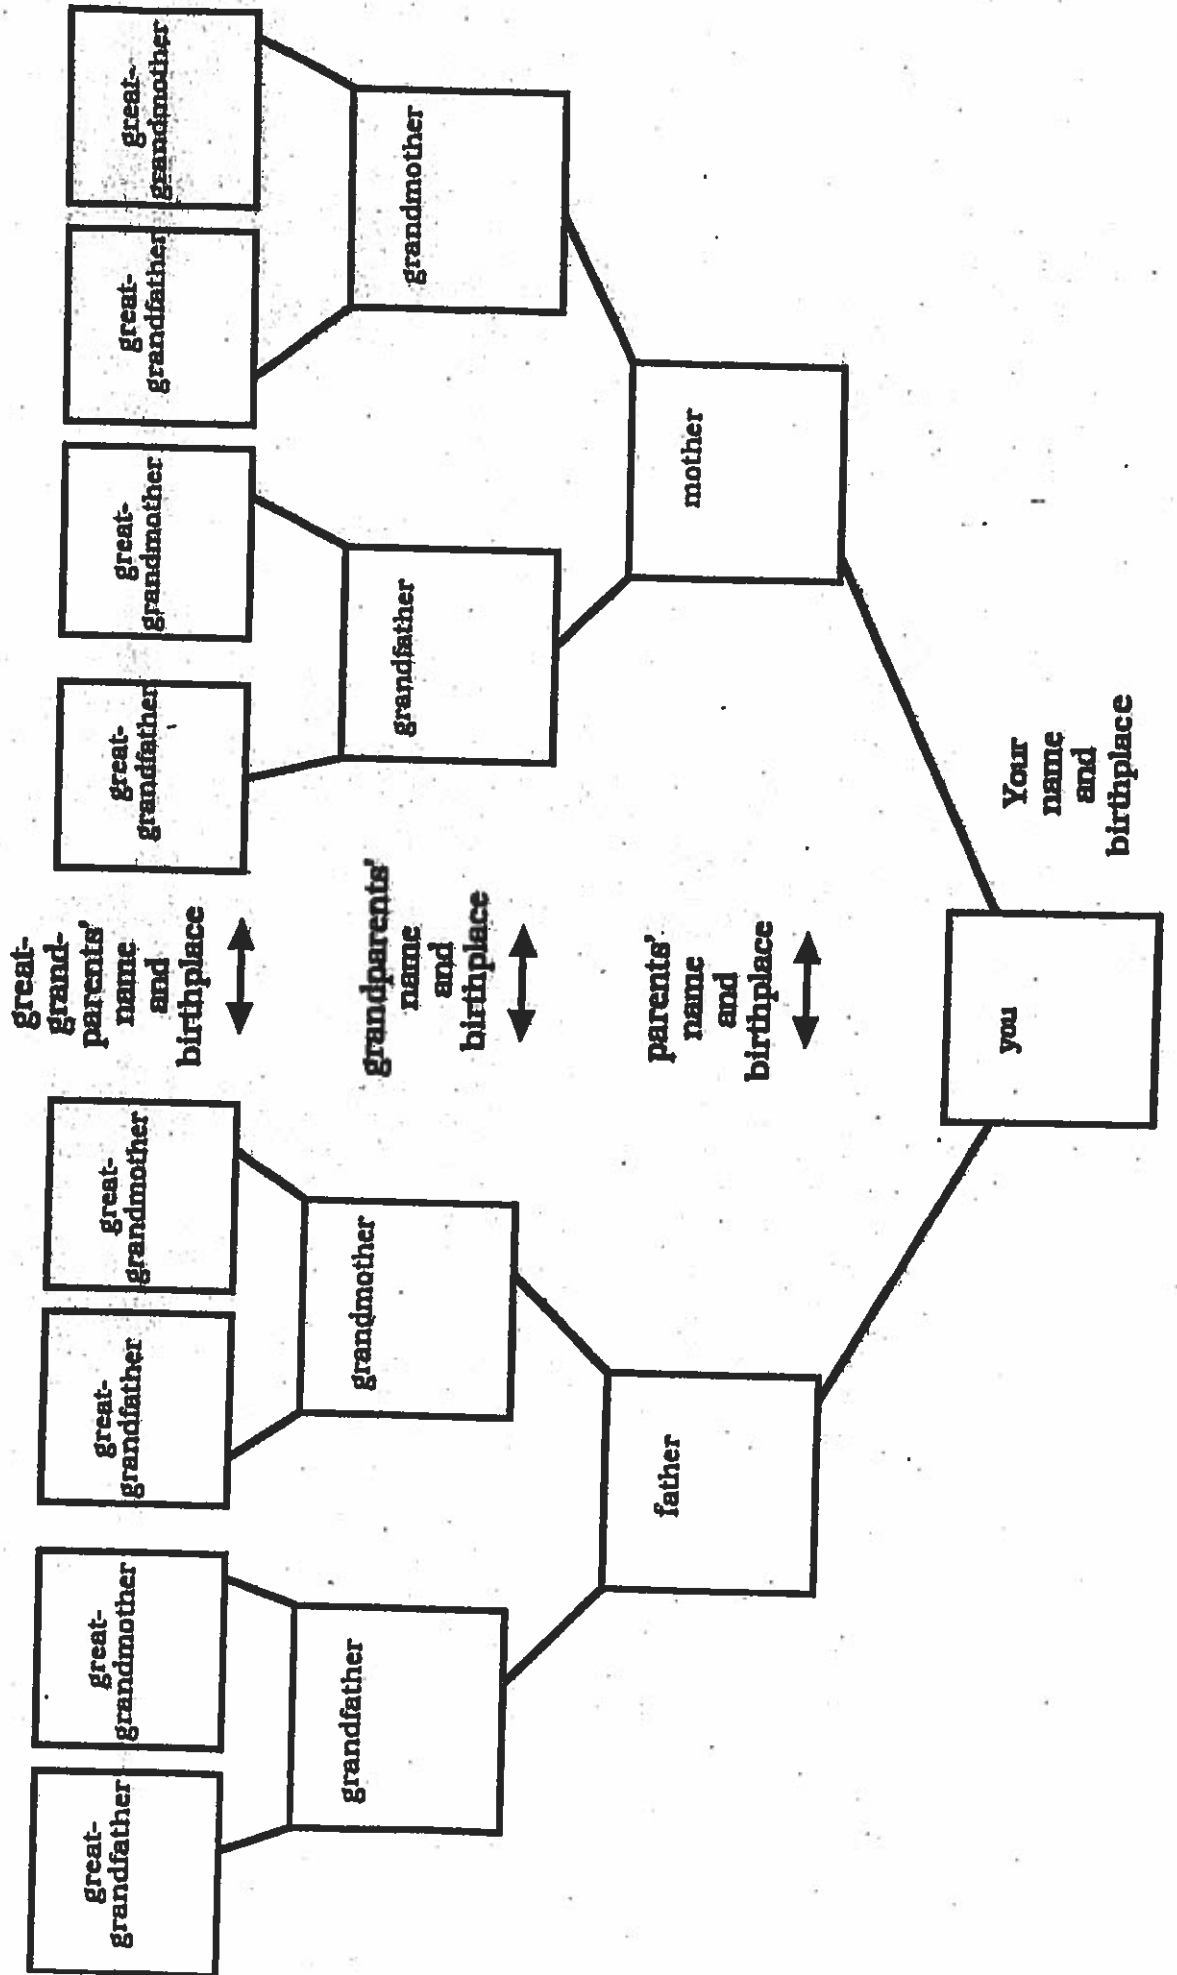 great-
grandfather
great-
grandmother
great-
grandfather
great-
grandmother
great-
grand-
parents'
name
and
birthplace
great-
grandfather
great-
grandmother
great-
grandfather
great-
grandmother
grandfather
grandmother
grandparents'
name
and
birthplace
grandfather
grandmother
father
parents'
name
and
birthplace
mother
you
Your
name
and
birthplace